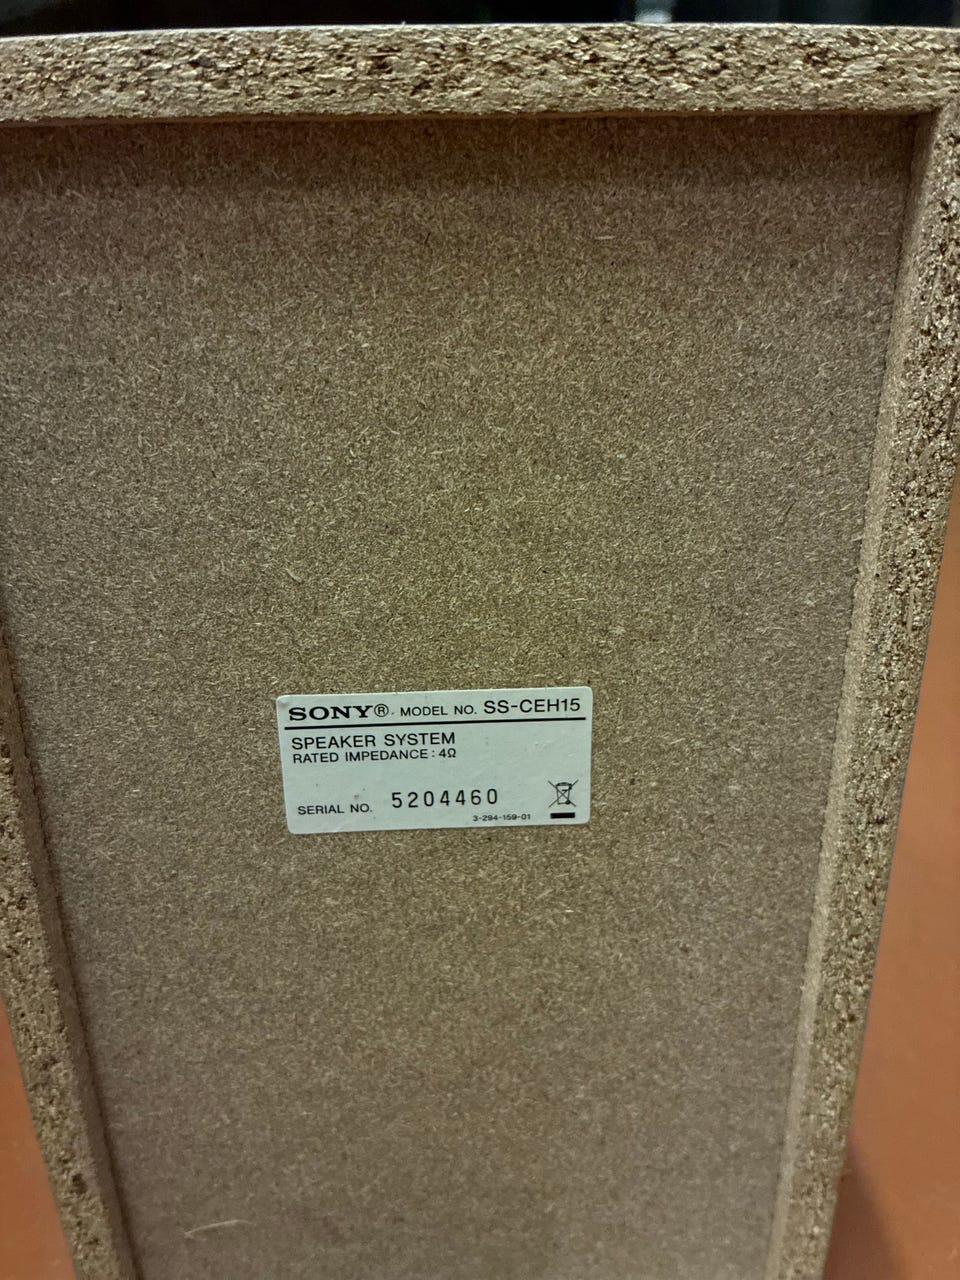 SONY® MODEL NO. SS-CEH15
SPEAKER SYSTEM
RATED IMPEDANCE : 4Ω
SERIAL NO. 5204460
3-294-159-01